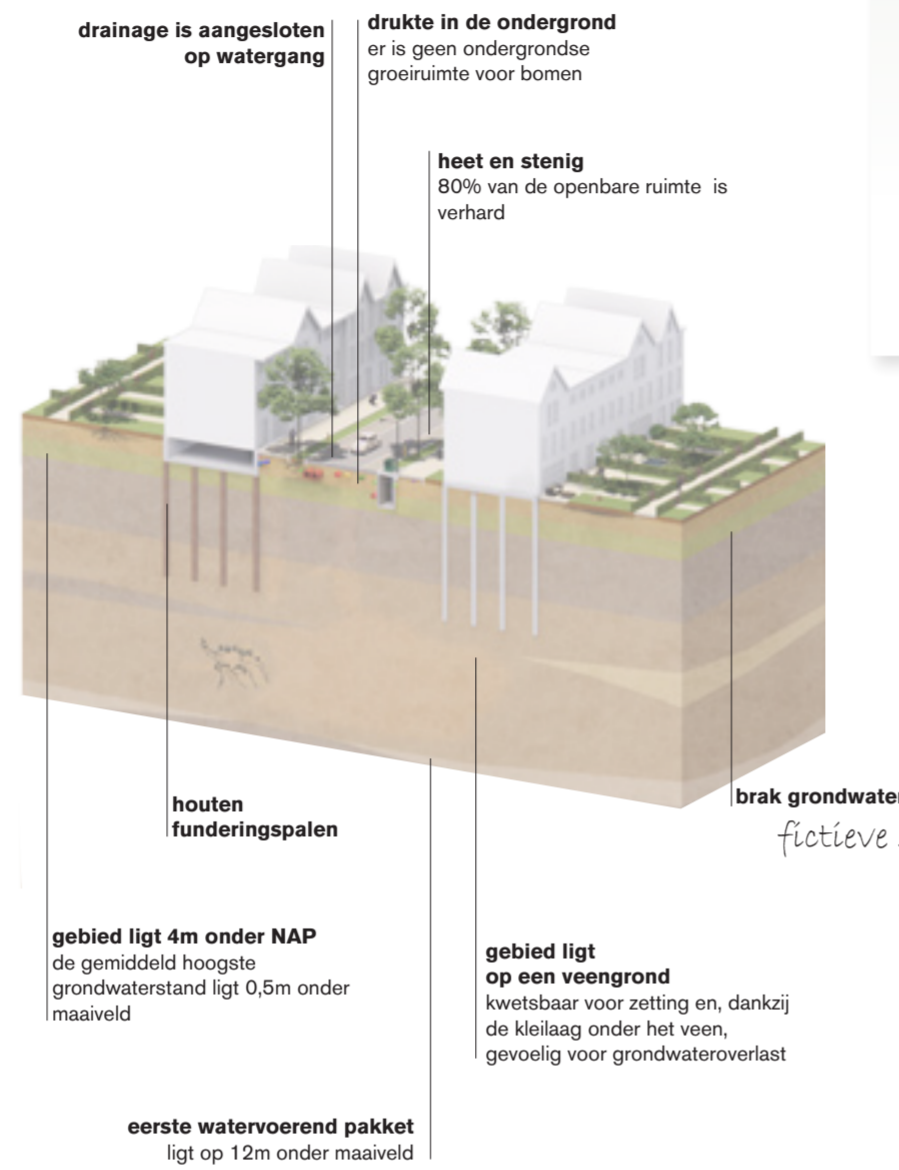 drainage is aangesloten
op watergang
drukte in de ondergrond
er is geen ondergrondse
groeiruimte voor bomen
heet en stenig
80% van de openbare ruimte is
verhard
houten
funderingspalen
brak grondwater
fictieve
gebied ligt 4m onder NAP
de gemiddeld hoogste
grondwaterstand ligt 0,5m onder
maaiveld
gebied ligt
op een veengrond
kwetsbaar voor zetting en, dankzij
de kleilaag onder het veen,
gevoelig voor grondwateroverlast
eerste watervoerend pakket
ligt op 12m onder maaiveld